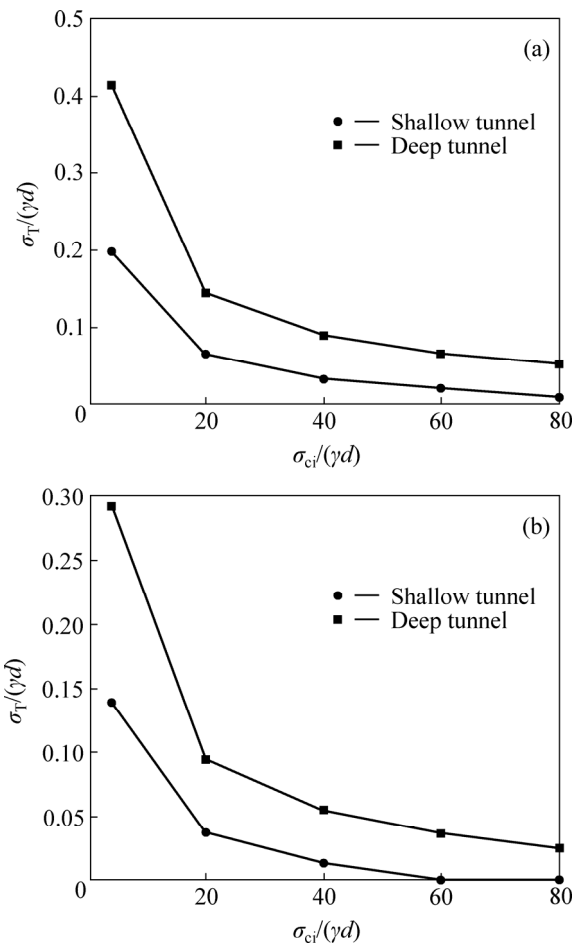 0.5
(a)
0.4
Shallow tunnel
Deep tunnel
0.3
σT/(γd)
0.2
0.1
0
20
40
60
80
σci/(γd)
0.30
(b)
0.25
Shallow tunnel
0.20
Deep tunnel
0.15
σT/(γd)
0.10
0.05
0
20
40
60
80
σci/(γd)